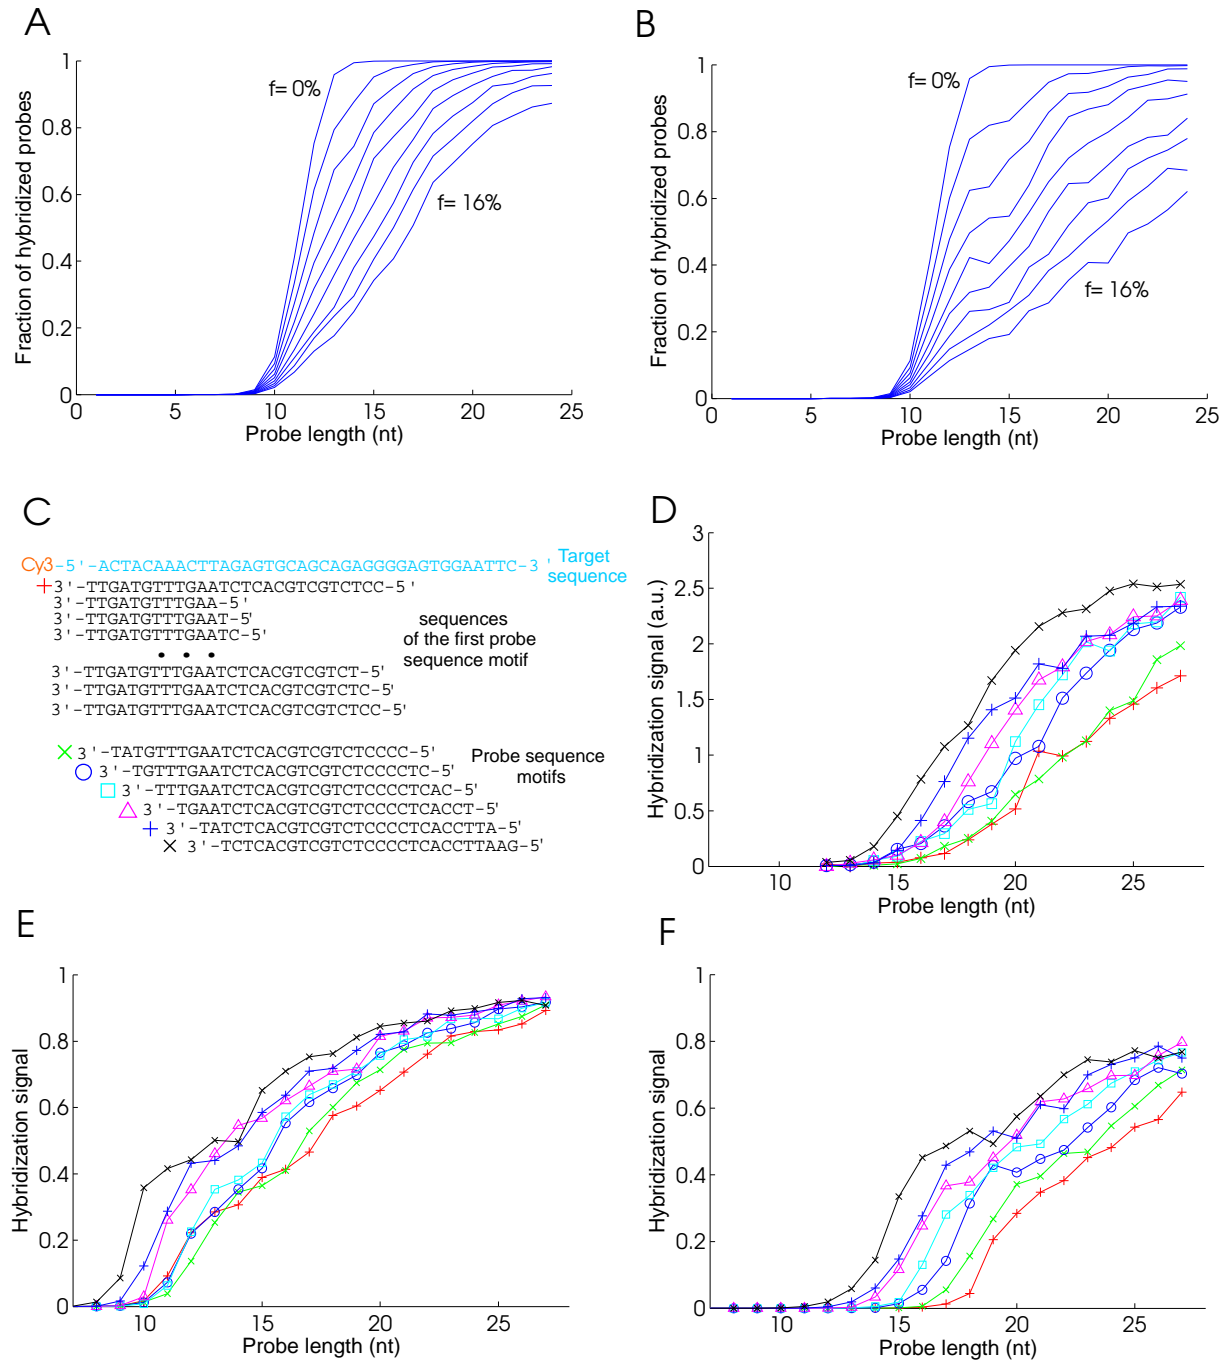 A
1
0.8
0.6
0.4
0.2
0
0
5
10
15
20
25
f= 0%
f= 16%
Fraction of hybridized probes
Probe length (nt)
B
1
0.8
0.6
0.4
0.2
0
0
5
10
15
20
25
f= 0%
f= 16%
Fraction of hybridized probes
Probe length (nt)
C
Cy3-5'-ACTACAAACTTAGAGTGCAGCAGAGGGGAGTGGAATTC-3' Target sequence
3'-TTGATGTTTGAATCTCACGTCGTCTCC-5'
3'-TTGATGTTTGAA-5'
3'-TTGATGTTTGAAT-5'
3'-TTGATGTTTGAATC-5'
sequences of the first probe sequence motif
3'-TTGATGTTTGAATCTCACGTCGTCT-5'
3'-TTGATGTTTGAATCTCACGTCGTCTC-5'
3'-TTGATGTTTGAATCTCACGTCGTCTCC-5'
3'-TATGTTTGAATCTCACGTCGTCTCCCC-5'
Probe sequence motifs
3'-TGTTTGAATCTCACGTCGTCTCCCCTC-5'
3'-TTTGAATCTCACGTCGTCTCCCCTCAC-5'
3'-TGAATCTCACGTCGTCTCCCCTCACCT-5'
3'-TATCTCACGTCGTCTCCCCTCACCTTA-5'
3'-TCTCACGTCGTCTCCCCTCACCTTAAG-5'
D
3
2.5
2
1.5
1
0.5
0
10
15
20
25
Hybridization signal (a.u.)
Probe length (nt)
E
1
0.8
0.6
0.4
0.2
0
10
15
20
25
Hybridization signal
Probe length (nt)
F
1
0.8
0.6
0.4
0.2
0
10
15
20
25
Hybridization signal
Probe length (nt)